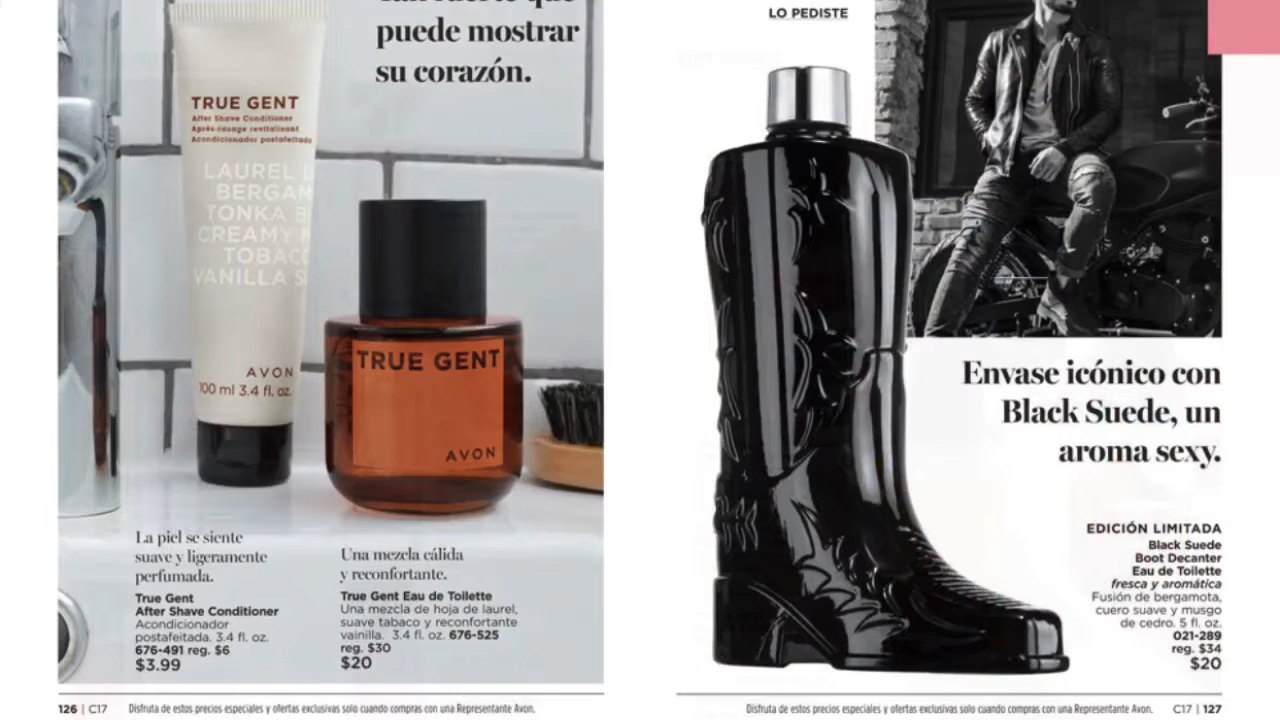 puede mostrar
su corazón.
TRUE GENT
After Shave Conditioner
Après-rasage revitalisant
Acondicionador postafeitado
LAUREL
TONKA
CREAMY
VANILLA
AVON
100 ml 3.4 fl. oz.
TRUE GENT
AVON
La piel se siente
suave y ligeramente
perfumada.
True Gent
After Shave Conditioner
Acondicionador
postafeitada. 3.4 fl. oz.
676-491 reg. $6
$3.99
Una mezcla cálida
y reconfortante.
True Gent Eau de Toilette
Una mezcla de hoja de laurel,
suave tabaco y reconfortante
vainilla. 3.4 fl. oz. 676-525
reg. $30
$20
126 | C17 Disfruta de estos precios especiales y ofertas exclusivas solo cuando compras con una Representante Avon.
LO PEDISTE
Envase icónico con
Black Suede, un
aroma sexy.
EDICIÓN LIMITADA
Black Suede
Boot Decanter
Eau de Toilette
fresca y aromática
Fusión de bergamota,
cuero suave y musgo
de cedro. 5 fl. oz.
021-289
reg. $34
$20
Disfruta de estos precios especiales y ofertas exclusivas solo cuando compras con una Representante Avon. C17 | 127